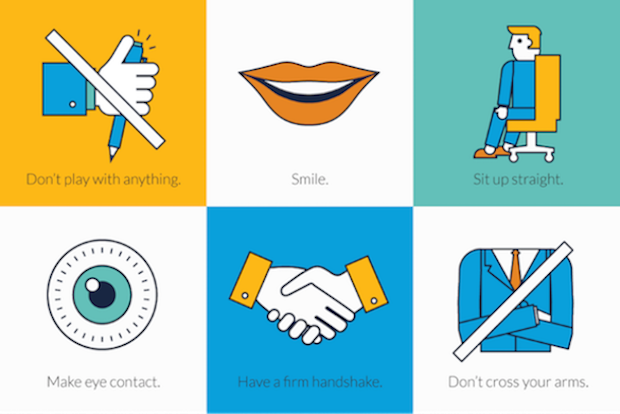 Don't play with anything.
Smile.
Sit up straight.
Make eye contact.
Have a firm handshake.
Don't cross your arms.